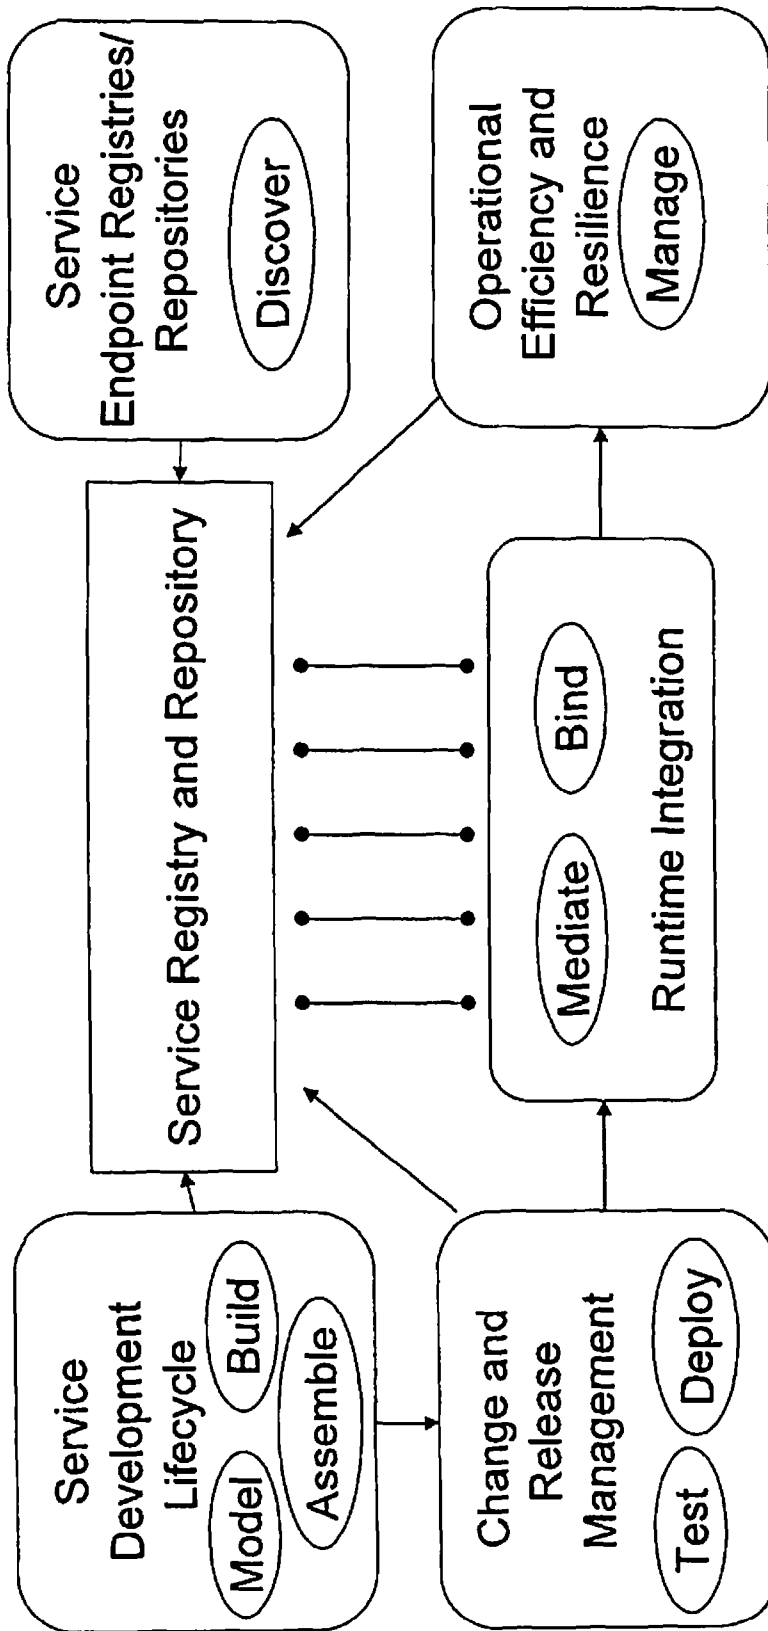 Service
Development
Lifecycle
Model
Build
Assemble
Service Registry and Repository
Service
Endpoint Registries/
Repositories
Discover
Change and
Release
Management
Test
Deploy
Mediate
Bind
Runtime Integration
Operational
Efficiency and
Resilience
Manage